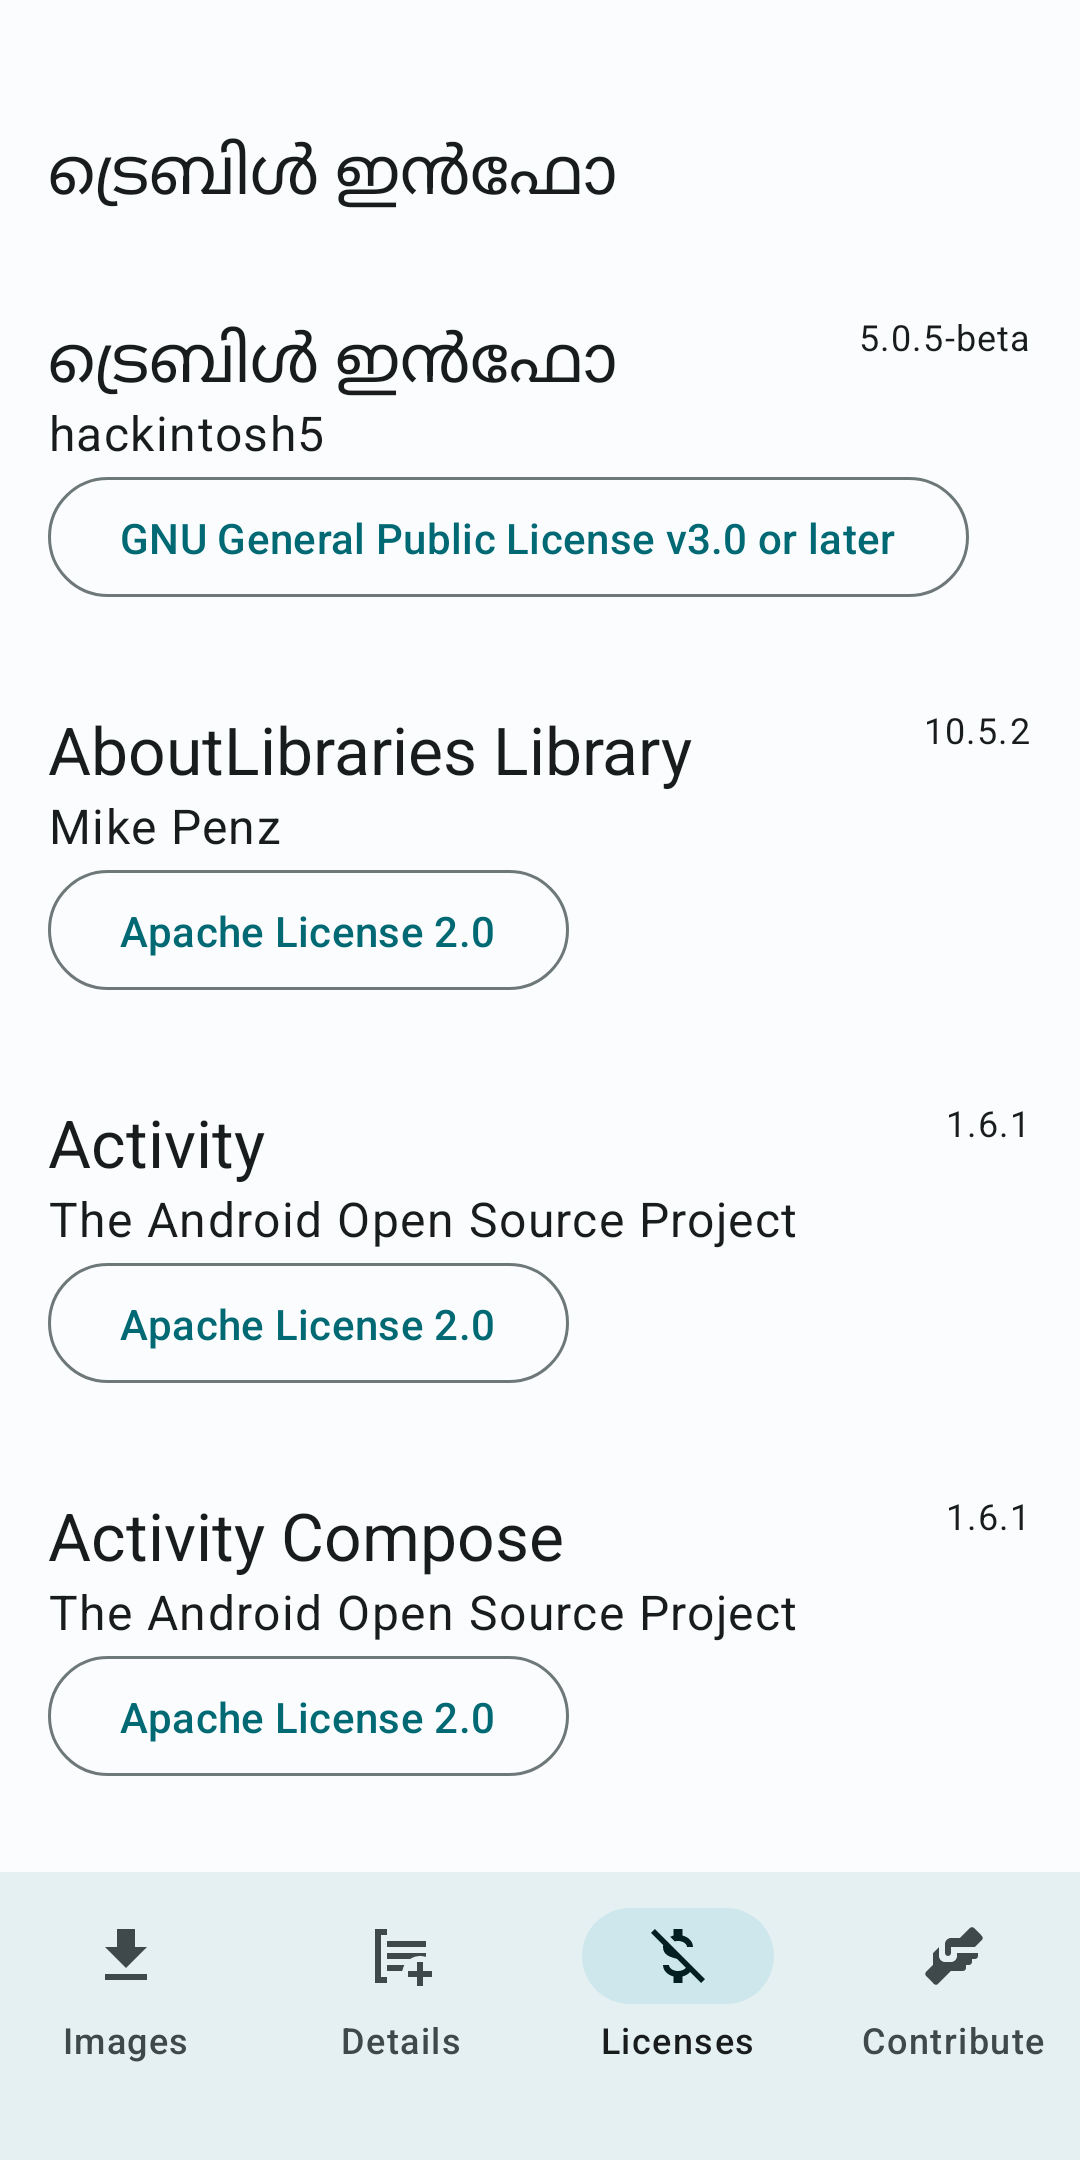 ട്രെബിൾ ഇൻഫോ
ട്രെബിൾ ഇൻഫോ
5.0.5-beta
hackintosh5
GNU General Public License v3.0 or later
AboutLibraries Library
10.5.2
Mike Penz
Apache License 2.0
Activity
1.6.1
The Android Open Source Project
Apache License 2.0
Activity Compose
1.6.1
The Android Open Source Project
Apache License 2.0
Images
Details
Licenses
Contribute